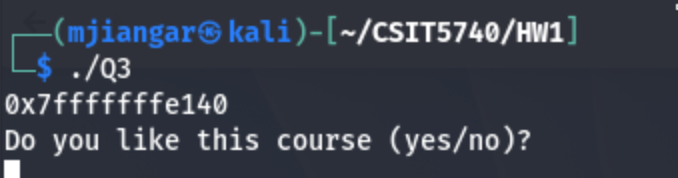 ┌──(mjiangar㉿kali)-[~/CSIT5740/HW1]
└─$ ./Q3
0x7fffffffe140
Do you like this course (yes/no)?